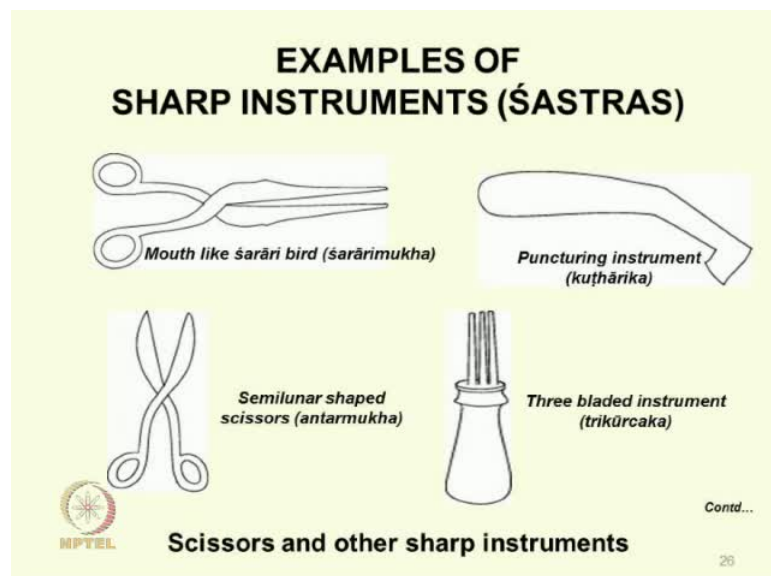 EXAMPLES OF
SHARP INSTRUMENTS (ŚASTRAS)
Mouth like śarāri bird (śarārimukha)
Puncturing instrument
(kuṭhārika)
Semilunar shaped
scissors (antarmukha)
Three bladed instrument
(trikūrcaka)
Contd...
NPTEL
Scissors and other sharp instruments
26